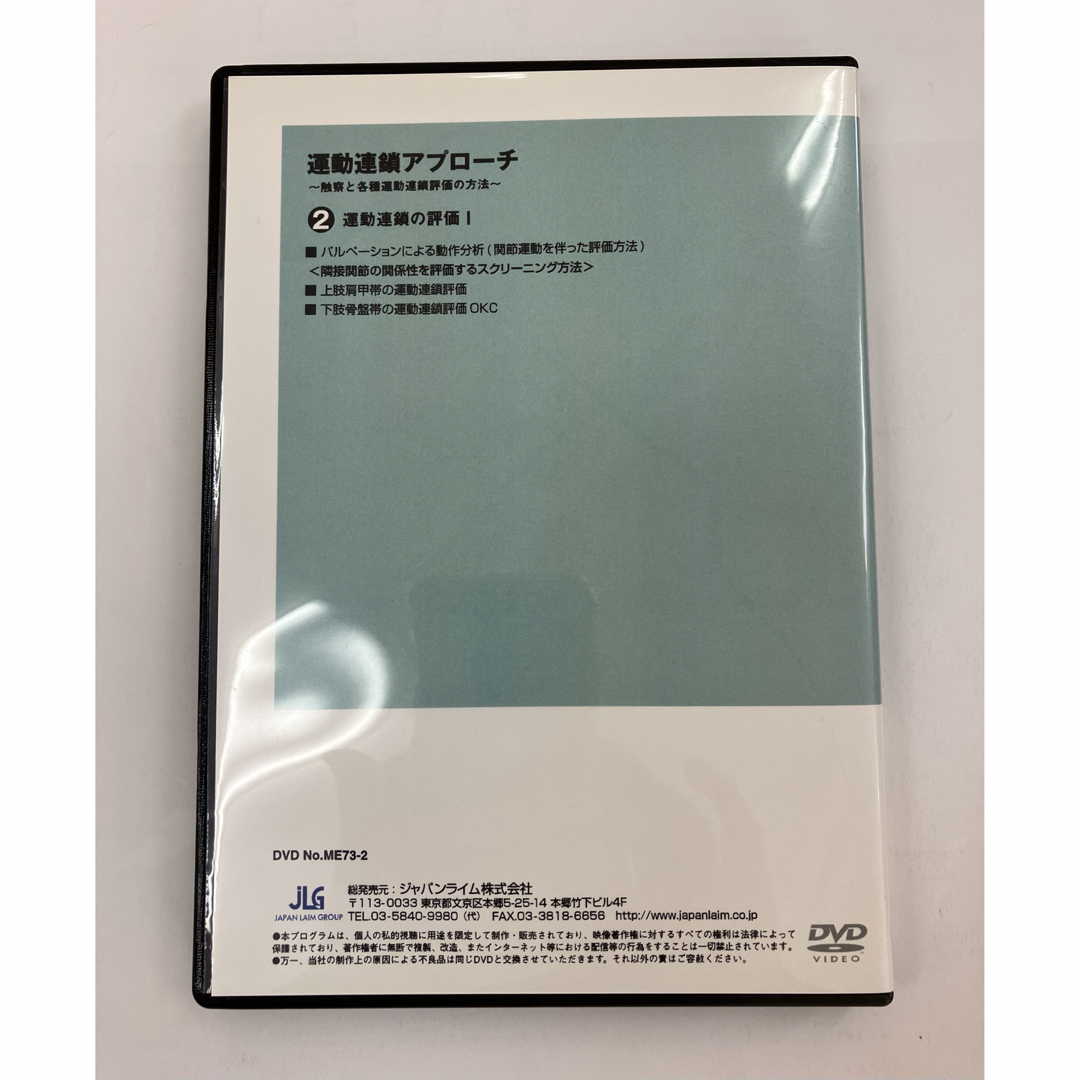 運動連鎖アプローチ
～触察と各種運動連鎖評価の方法～
❷ 運動連鎖の評価Ⅰ
■ パルペーションによる動作分析(関節運動を伴った評価方法)
＜隣接関節の関係性を評価するスクリーニング方法＞
■ 上肢肩甲帯の運動連鎖評価
■ 下肢骨盤帯の運動連鎖評価 OKC
DVD No.ME73-2
JLG
JAPAN LAIM GROUP
総発売元：ジャパンライム株式会社
〒113-0033 東京都文京区本郷5-25-14 本郷竹下ビル4F
TEL.03-5840-9980（代） FAX.03-3818-6656 http://www.japanlaim.co.jp
●本プログラムは、個人の私的視聴に用途を限定して制作・販売されており、映像著作権に対するすべての権利は法律によって
保護されており、著作権者に無断で複製、改造、またインターネット等における配信等の行為をすることは一切禁止されています。
●万一、当社の制作上の原因による不良品は同じDVDと交換させていただきます。それ以外の責はご容赦ください。
DVD
VIDEO